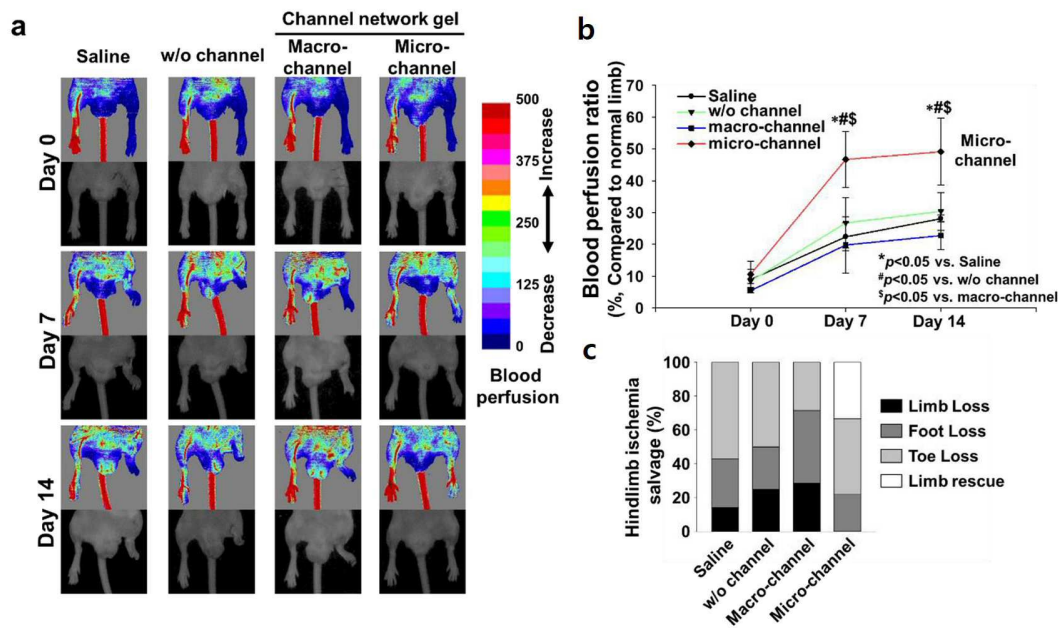 a
Channel network gel
Saline
w/o channel
Macro-
channel
Micro-
channel
Day 0
Day 7
Day 14
500
375
250
125
0
Increase
Decrease
Blood
perfusion
b
Blood perfusion ratio
(%, Compared to normal limb)
70
60
50
40
30
20
10
0
Saline
w/o channel
macro-channel
micro-channel
*#$
*#$
Micro-
channel
*p<0.05 vs. Saline
#p<0.05 vs. w/o channel
$p<0.05 vs. macro-channel
Day 0
Day 7
Day 14
c
Hindlimb ischemia
salvage (%)
100
80
60
40
20
0
Limb Loss
Foot Loss
Toe Loss
Limb rescue
Saline
w/o channel
Macro-channel
Micro-channel